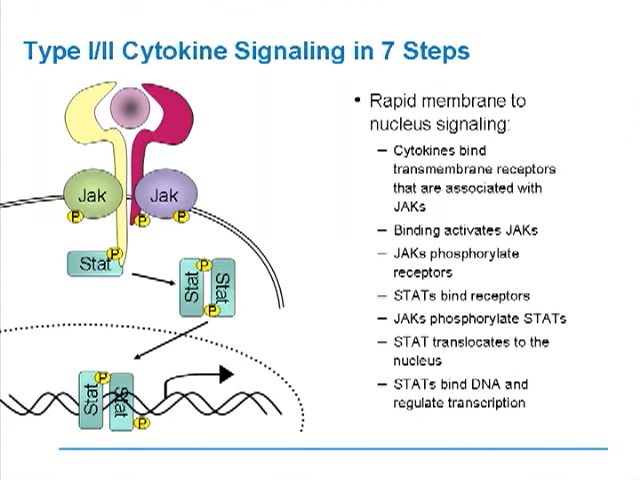 Type I/II Cytokine Signaling in 7 Steps
• Rapid membrane to
nucleus signaling:
– Cytokines bind
transmembrane receptors
that are associated with
JAKs
– Binding activates JAKs
– JAKs phosphorylate
receptors
– STATs bind receptors
– JAKs phosphorylate STATs
– STAT translocates to the
nucleus
– STATs bind DNA and
regulate transcription
Jak
Jak
P
P
P
P
Stat
P
Stat
Stat
P
P
Stat
Stat
P